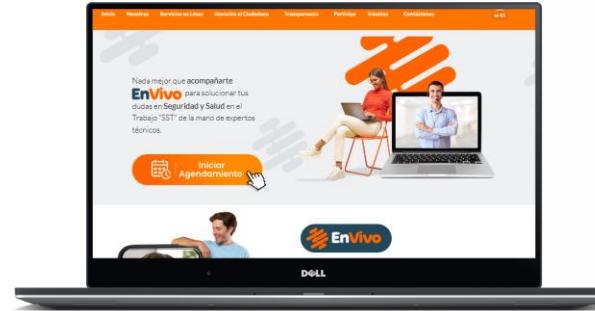 Inicio Nosotros Servicios en Línea Atención al Ciudadano Transparencia Participa Trámites Contáctenos
Nada mejor que acompañarte
EnVivo para solucionar tus
dudas en Seguridad y Salud en el
Trabajo "SST" de la mano de expertos
técnicos.
Iniciar
Agendamiento
EnVivo
DELL